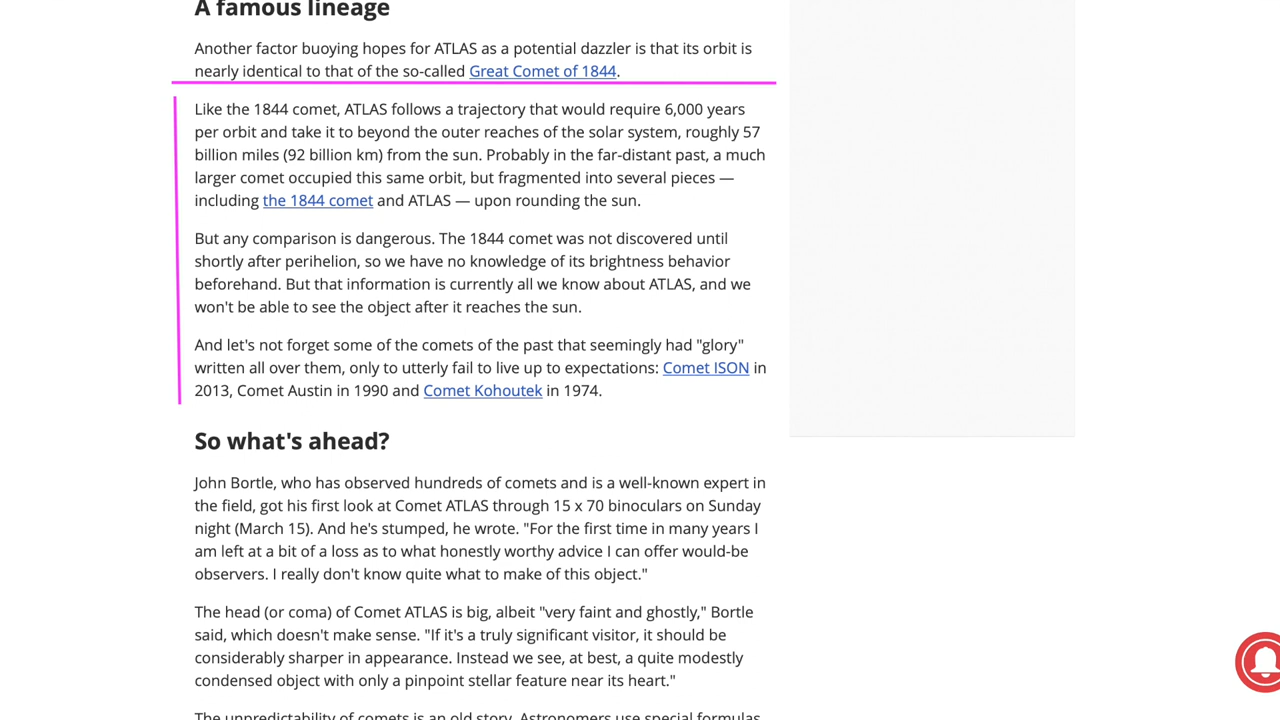 A famous lineage
Another factor buoying hopes for ATLAS as a potential dazzler is that its orbit is
nearly identical to that of the so-called Great Comet of 1844.
Like the 1844 comet, ATLAS follows a trajectory that would require 6,000 years
per orbit and take it to beyond the outer reaches of the solar system, roughly 57
billion miles (92 billion km) from the sun. Probably in the far-distant past, a much
larger comet occupied this same orbit, but fragmented into several pieces —
including the 1844 comet and ATLAS — upon rounding the sun.
But any comparison is dangerous. The 1844 comet was not discovered until
shortly after perihelion, so we have no knowledge of its brightness behavior
beforehand. But that information is currently all we know about ATLAS, and we
won't be able to see the object after it reaches the sun.
And let's not forget some of the comets of the past that seemingly had "glory"
written all over them, only to utterly fail to live up to expectations: Comet ISON in
2013, Comet Austin in 1990 and Comet Kohoutek in 1974.
So what's ahead?
John Bortle, who has observed hundreds of comets and is a well-known expert in
the field, got his first look at Comet ATLAS through 15 x 70 binoculars on Sunday
night (March 15). And he's stumped, he wrote. "For the first time in many years I
am left at a bit of a loss as to what honestly worthy advice I can offer would-be
observers. I really don't know quite what to make of this object."
The head (or coma) of Comet ATLAS is big, albeit "very faint and ghostly," Bortle
said, which doesn't make sense. "If it's a truly significant visitor, it should be
considerably sharper in appearance. Instead we see, at best, a quite modestly
condensed object with only a pinpoint stellar feature near its heart."
The unpredictability of comets is an old story. Astronomers use special formulas